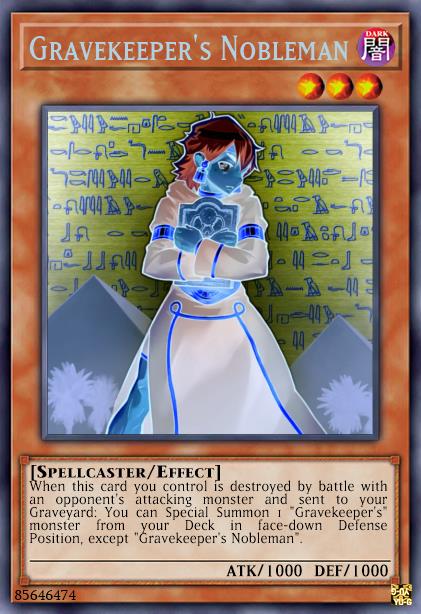 Gravekeeper's Nobleman
DARK
闇
[Spellcaster/Effect]
When this card you control is destroyed by battle with
an opponent's attacking monster and sent to your
Graveyard: You can Special Summon 1 "Gravekeeper's"
monster from your Deck in face-down Defense
Position, except "Gravekeeper's Nobleman".
ATK/1000 DEF/1000
85646474